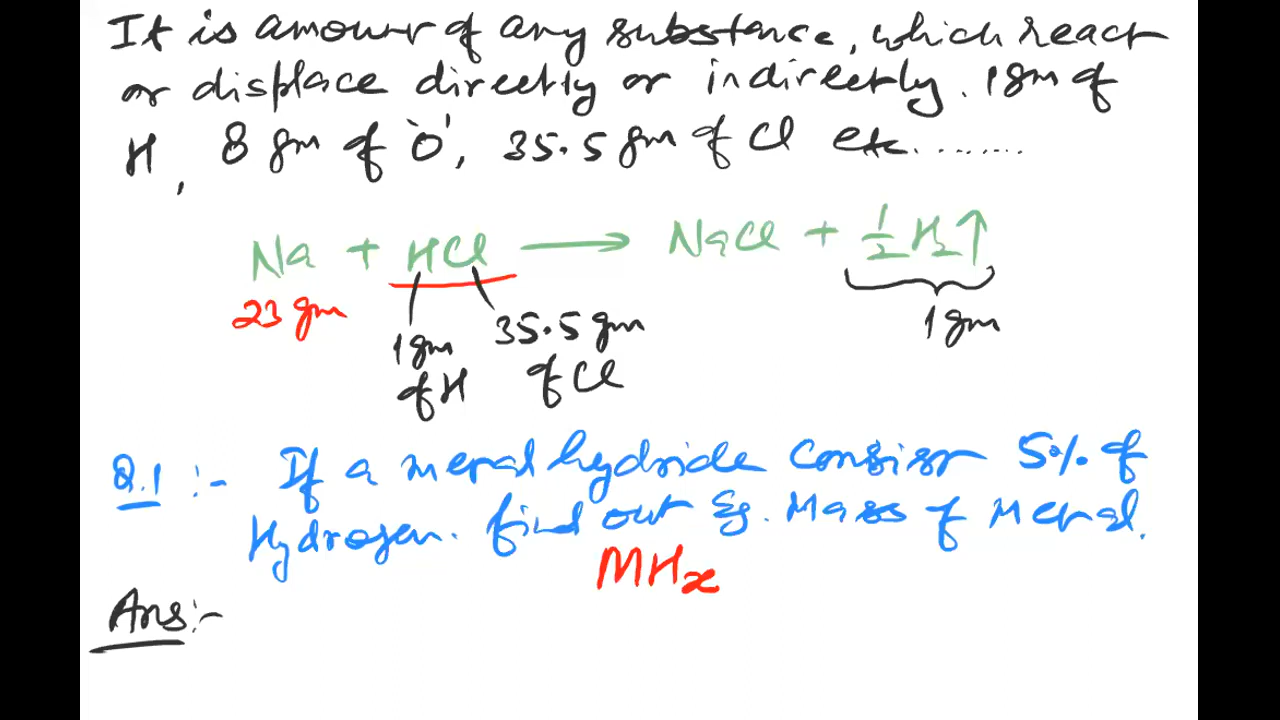 It is amount of any substance, which react
or displace directly or indirectly. 1gm of
H, 8 gm of 'O', 35.5 gm of Cl etc........
Na + HCl ⟶ NaCl + 1/2 H₂↑
23 gm 1gm of H 35.5 gm of Cl 1gm
Q.1 :- If a metal hydride consist 5% of
Hydrogen. find out Eq. Mass of Metal.
MHx
Ans:-